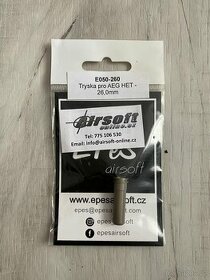 E050-260
Tryska pro AEG HET -
26,0mm
airsoft
online.cz
Tel: 775 106 530
Email: info@airsoft-online.cz
EPeS
airsoft
www.epesairsoft.cz
epes@epesairsoft.cz
epesairsoft